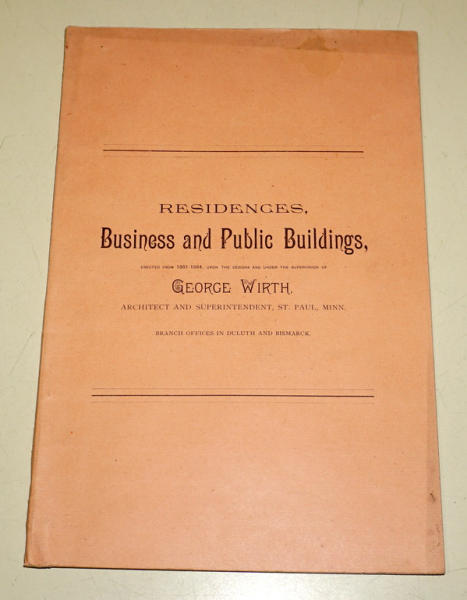 RESIDENCES,
Business and Public Buildings,
ERECTED FROM 1881-1884, UPON THE DESIGNS AND UNDER THE SUPERVISION OF
GEORGE WIRTH,
ARCHITECT AND SUPERINTENDENT, ST. PAUL, MINN.
BRANCH OFFICES IN DULUTH AND BISMARCK.